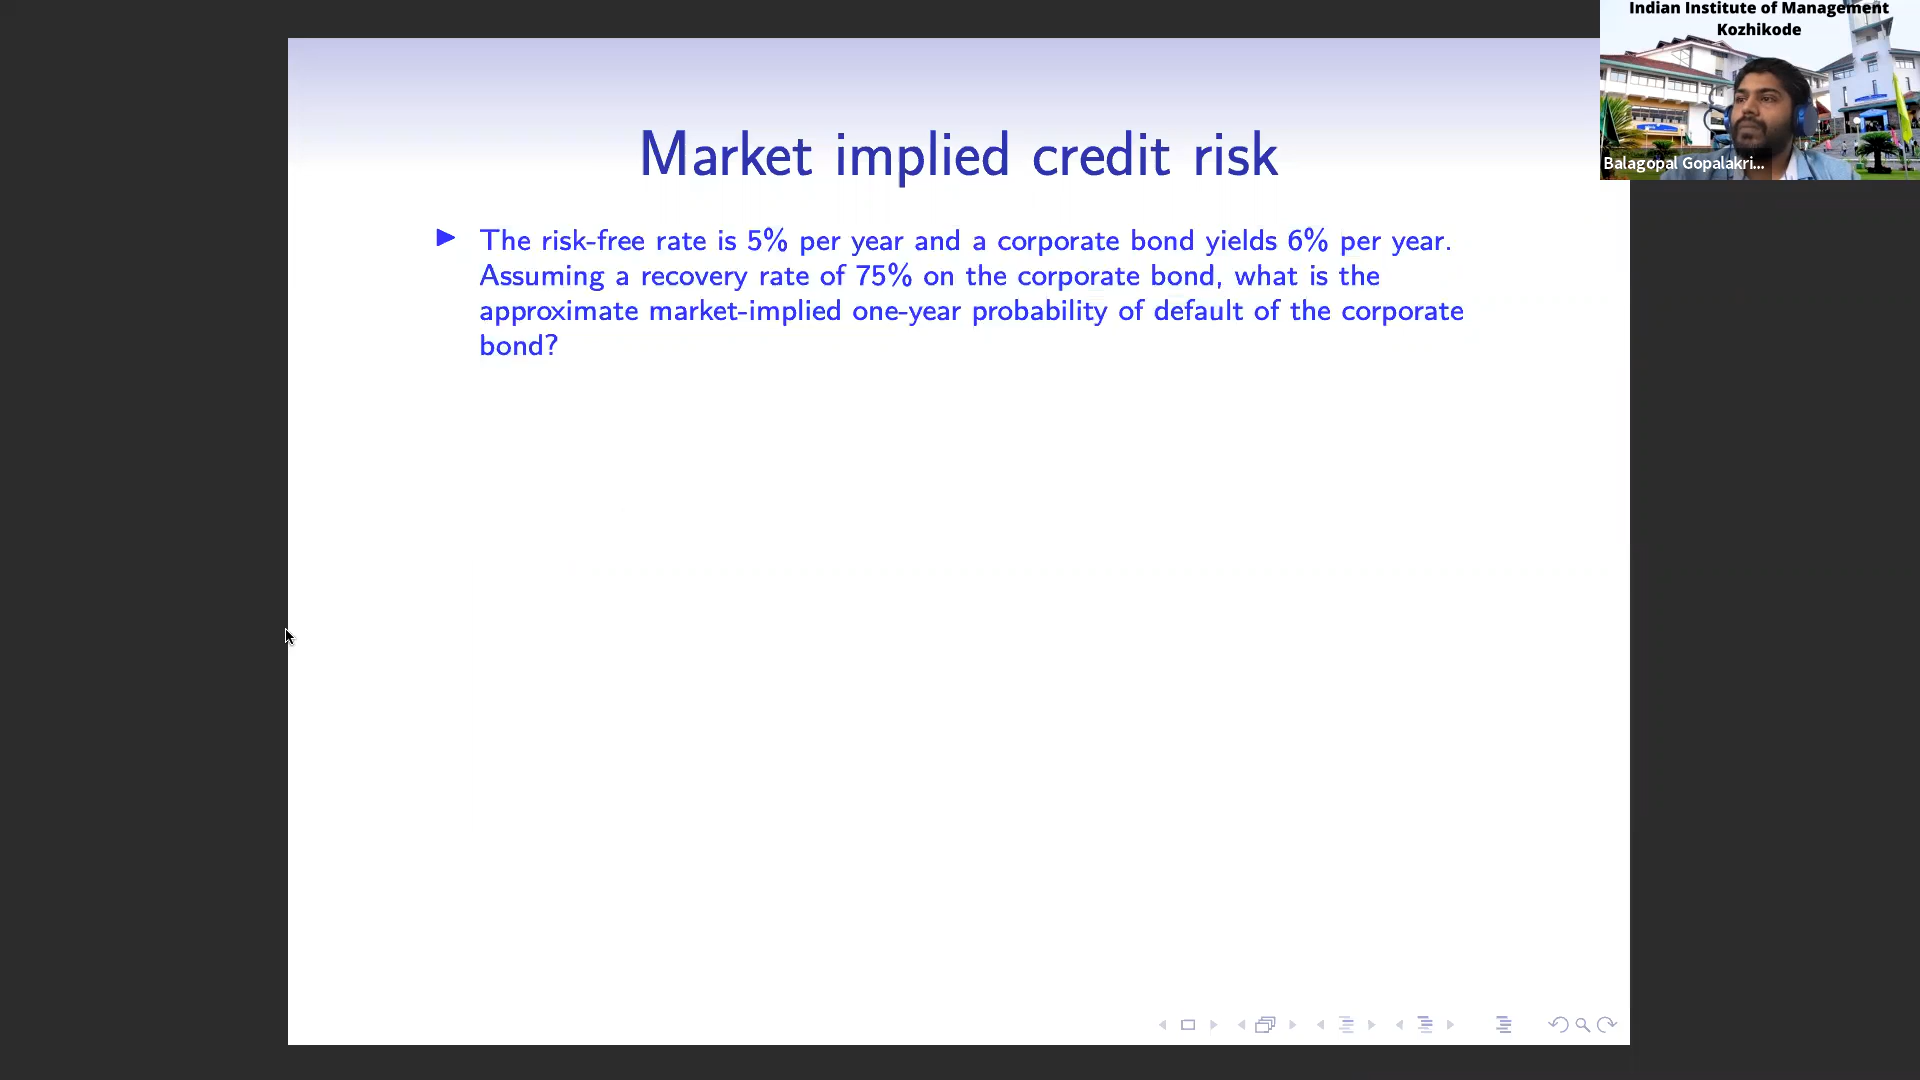 Indian Institute of Management
Kozhikode
Balagopal Gopalakri...
Market implied credit risk
The risk-free rate is 5% per year and a corporate bond yields 6% per year.
Assuming a recovery rate of 75% on the corporate bond, what is the
approximate market-implied one-year probability of default of the corporate
bond?